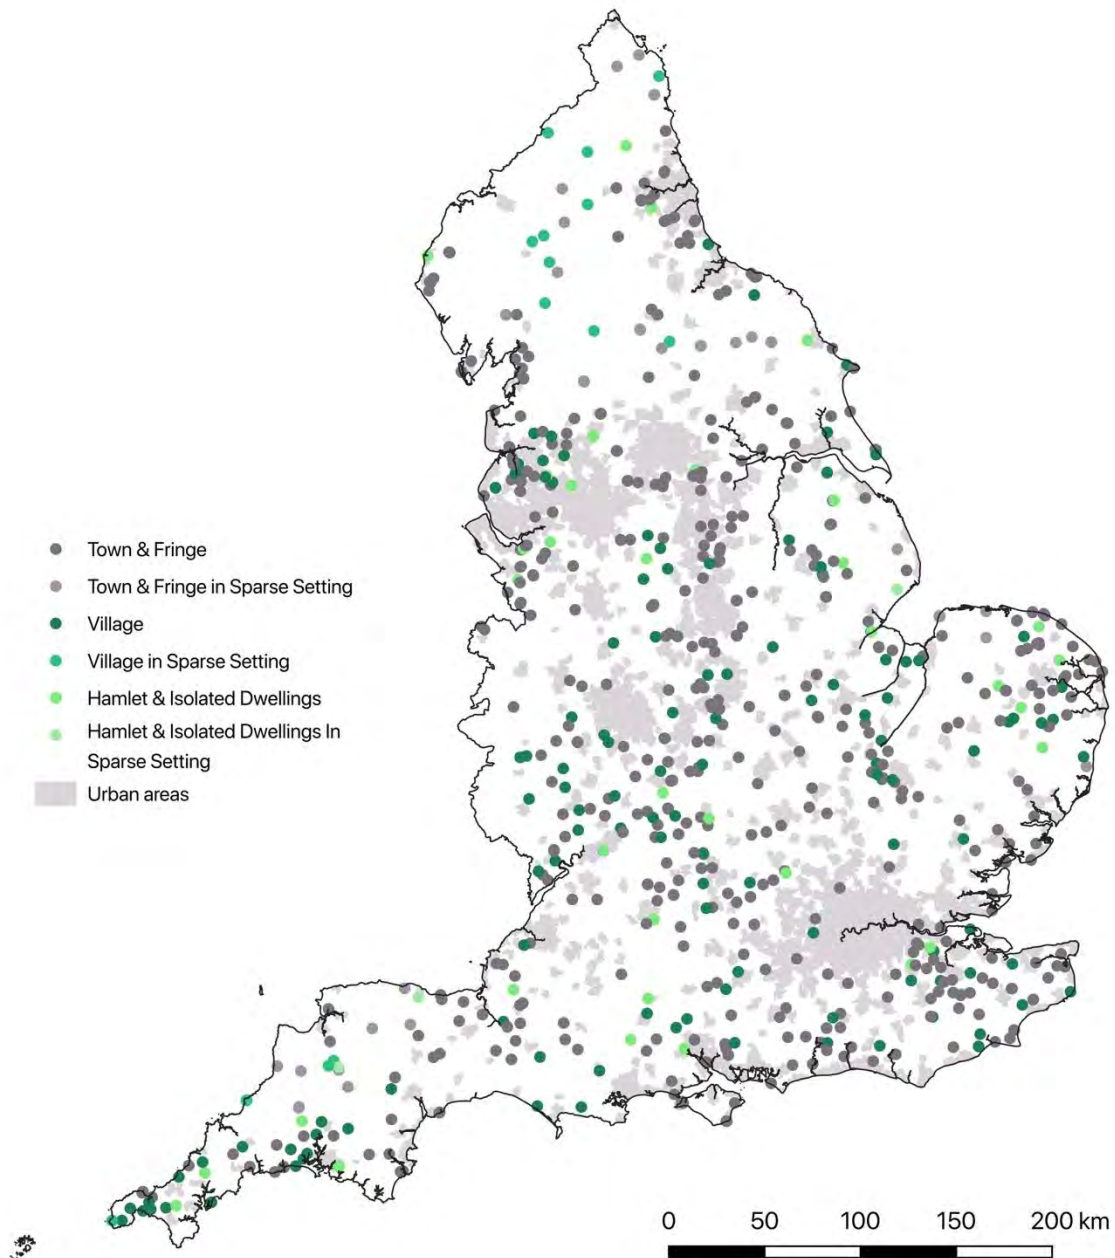 Town & Fringe
Town & Fringe in Sparse Setting
Village
Village in Sparse Setting
Hamlet & Isolated Dwellings
Hamlet & Isolated Dwellings In
Sparse Setting
Urban areas
0 50 100 150 200 km